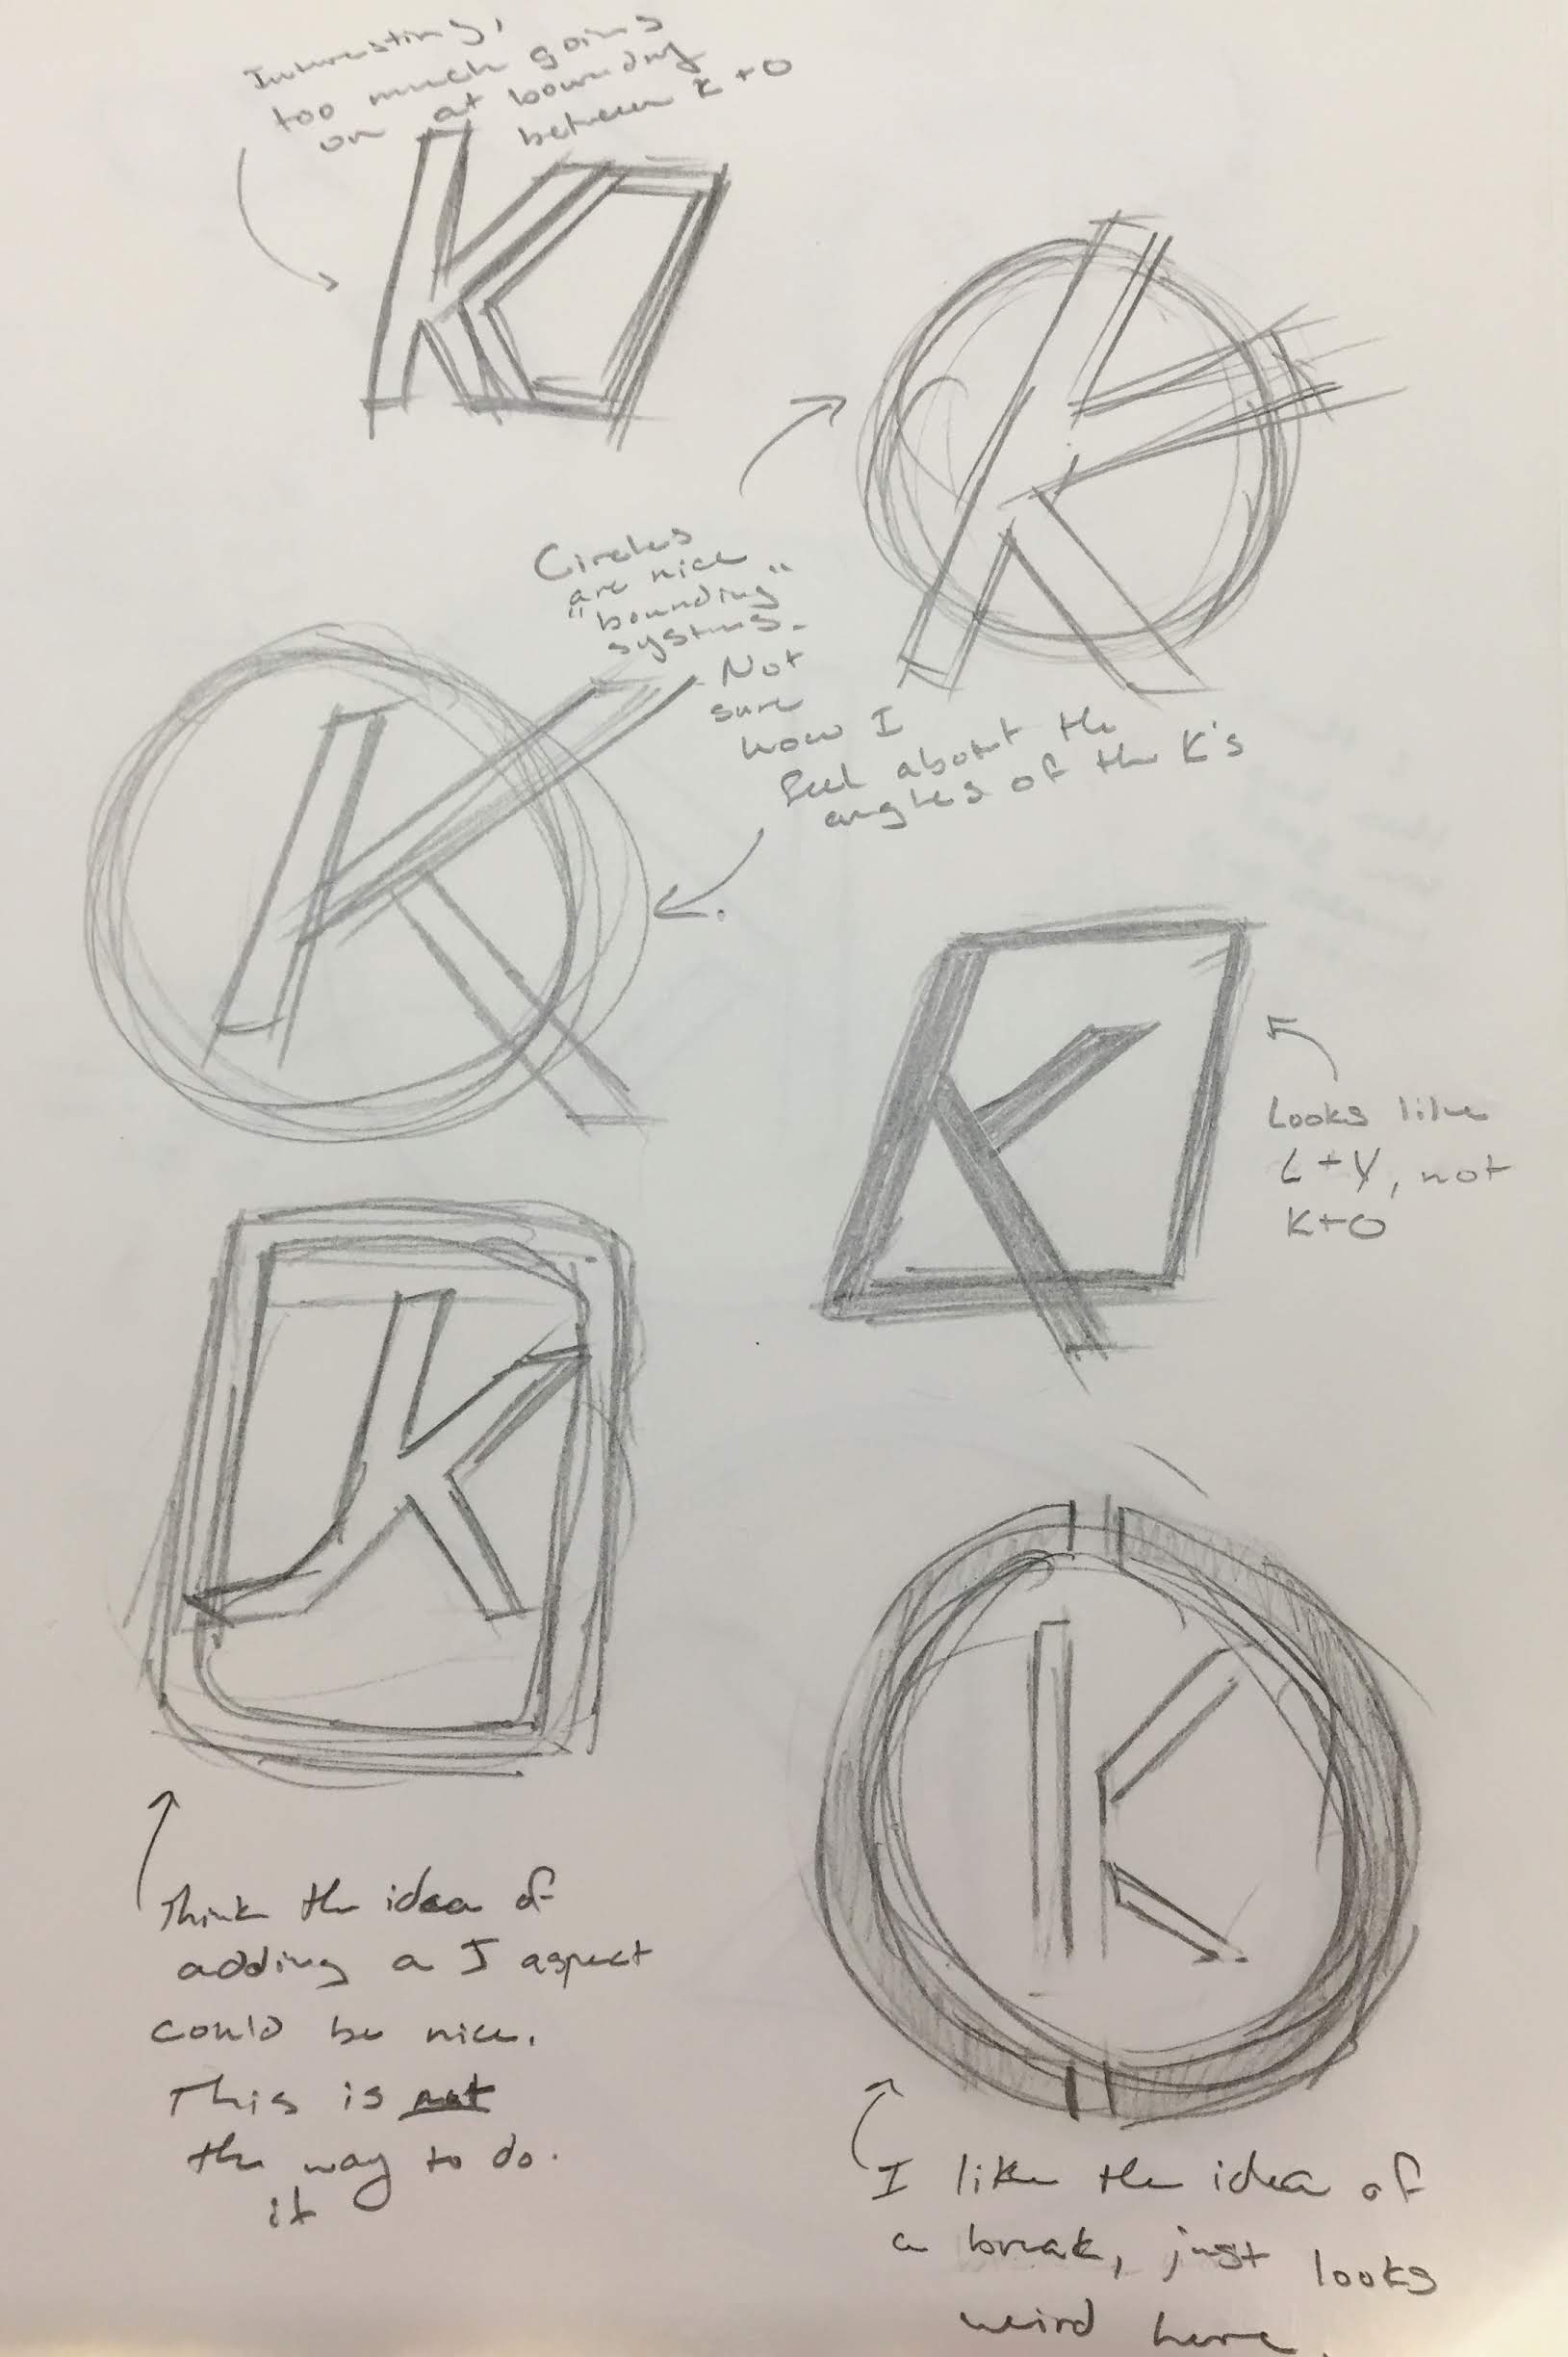 Interesting,
too much going
on at boundry
between K + O
Circles
are nice
"bounding"
systms.
Not
sure
how I
feel about the
angles of the K's
Looks like
L + Y, not
K + O
Think the idea of
adding a J aspect
could be nice.
This is not
the way to do.
it
I like the idea of
a break, just looks
weird here.